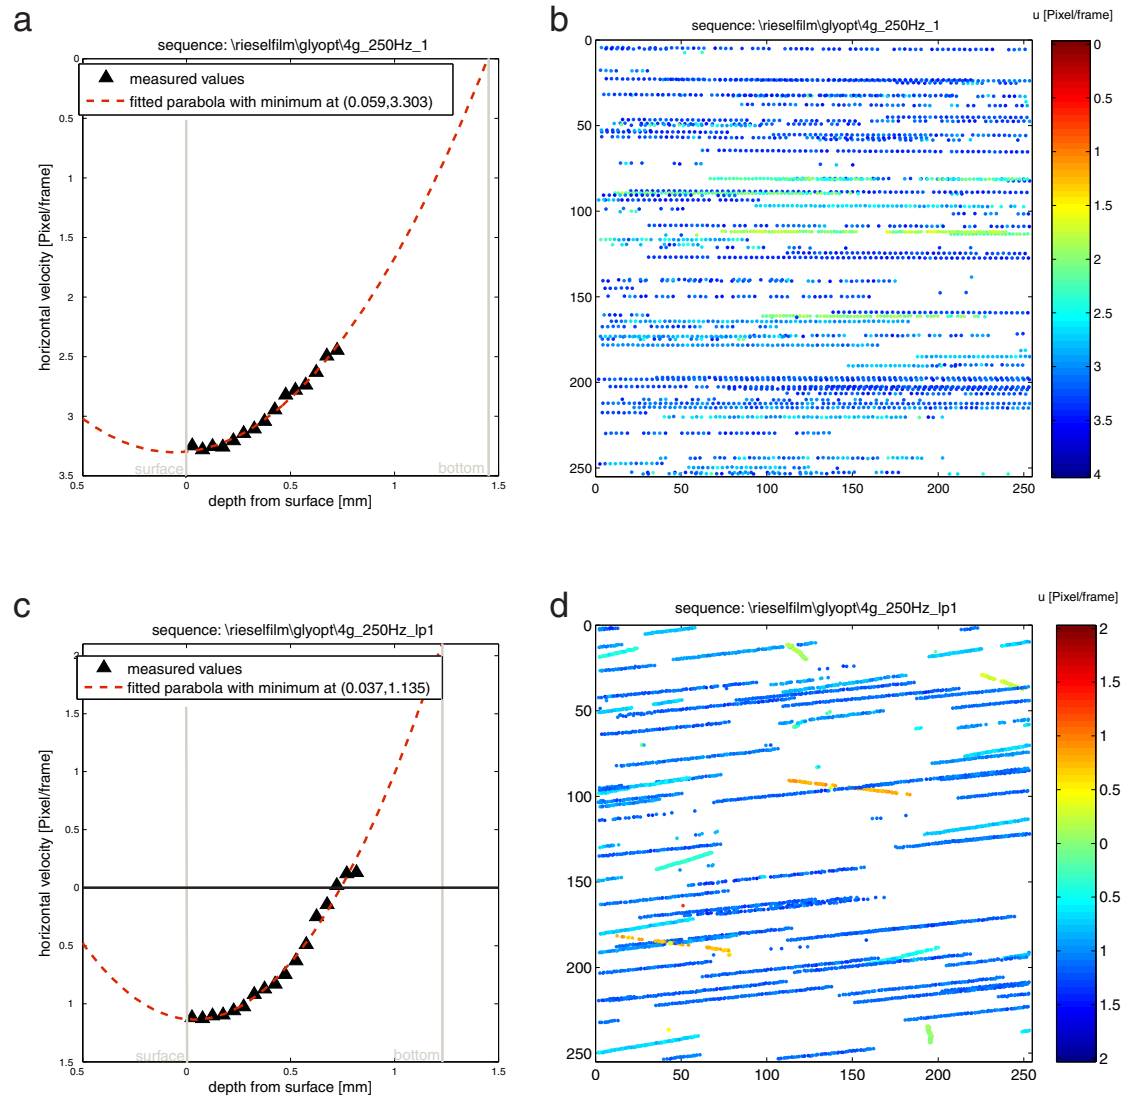 a
sequence: \rieselfilm\glyopt\4g_250Hz_1
0
0.5
1
1.5
2
2.5
3
3.5
horizontal velocity [Pixel/frame]
measured values
fitted parabola with minimum at (0.059,3.303)
surface
bottom
0.5 0 0.5 1 1.5
depth from surface [mm]
b
sequence: \rieselfilm\glyopt\4g_250Hz_1
u [Pixel/frame]
0
50
100
150
200
250
0 50 100 150 200 250
0
0.5
1
1.5
2
2.5
3
3.5
4
c
sequence: \rieselfilm\glyopt\4g_250Hz_lp1
2
1.5
1
0.5
0
0.5
1
1.5
horizontal velocity [Pixel/frame]
measured values
fitted parabola with minimum at (0.037,1.135)
surface
bottom
0.5 0 0.5 1 1.5
depth from surface [mm]
d
sequence: \rieselfilm\glyopt\4g_250Hz_lp1
u [Pixel/frame]
0
50
100
150
200
250
0 50 100 150 200 250
2
1.5
1
0.5
0
0.5
1
1.5
2